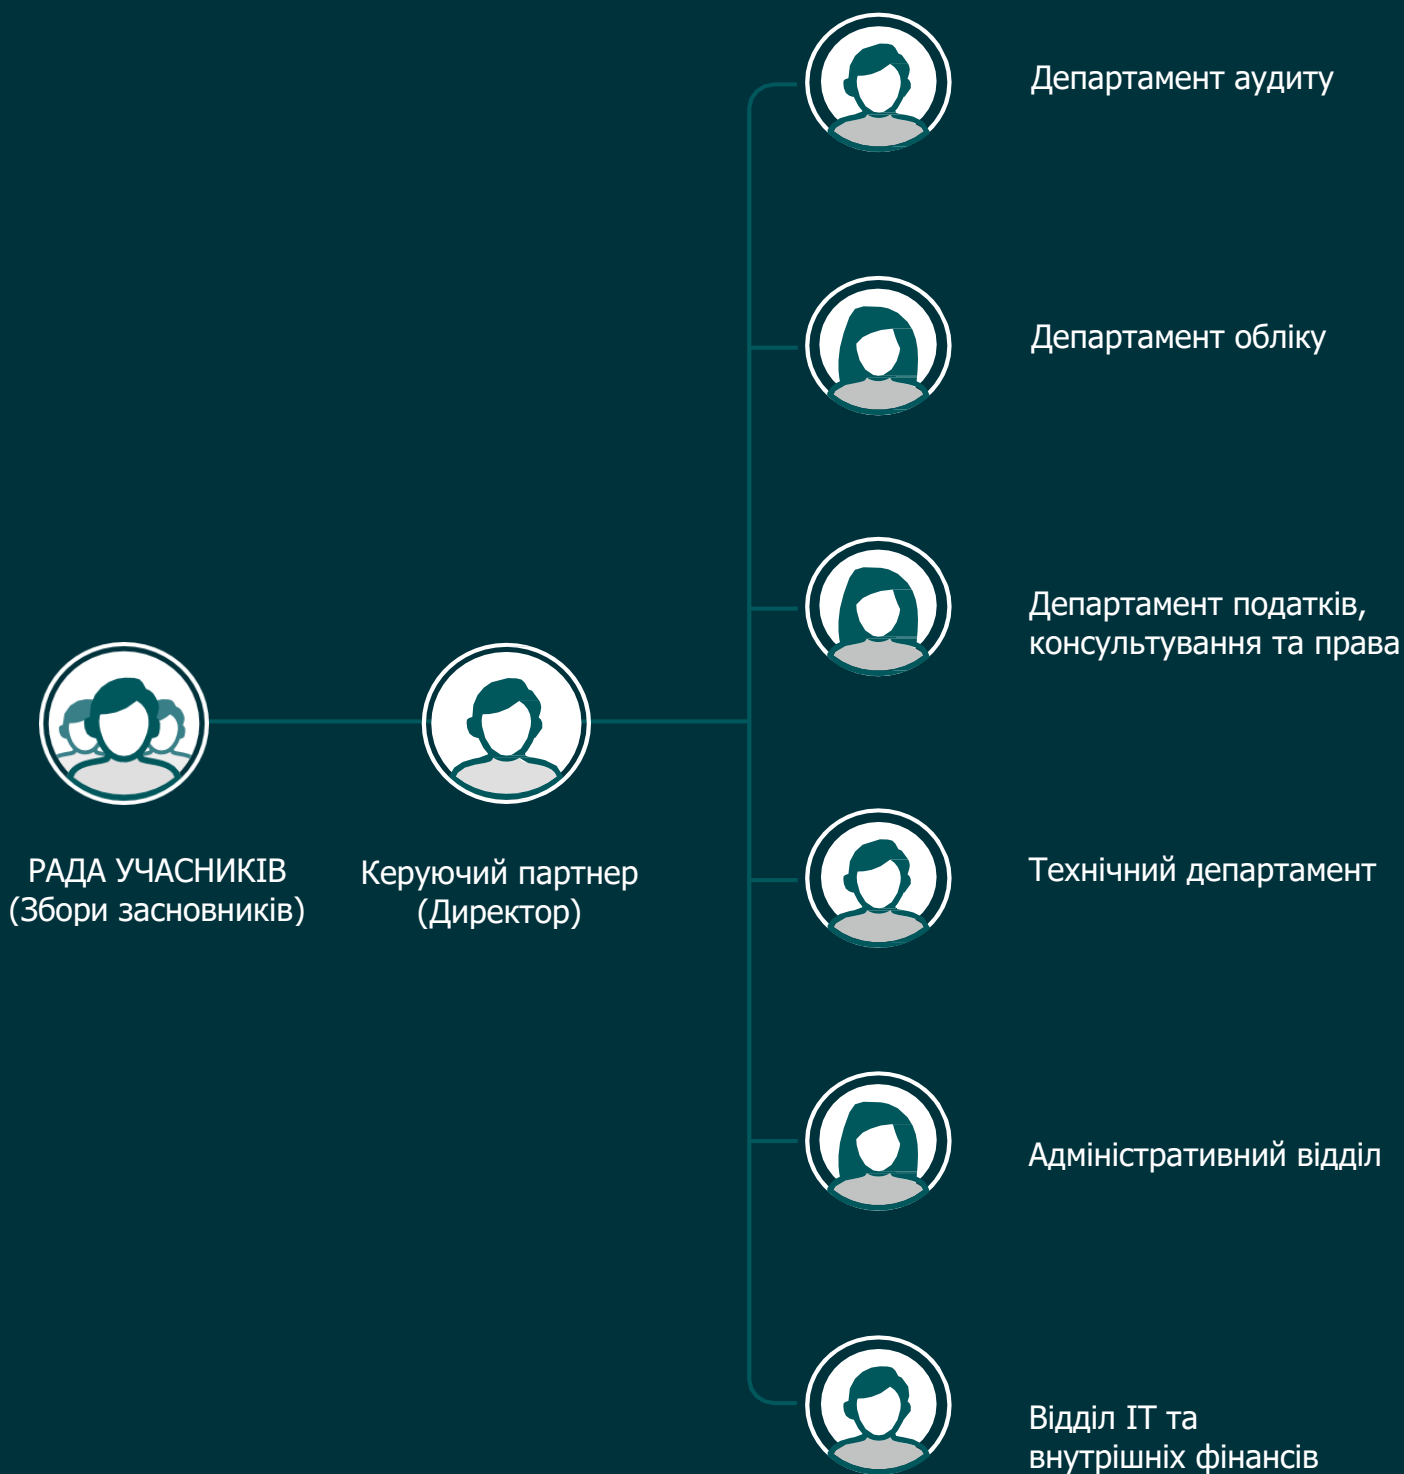 Департамент аудиту
Департамент обліку
Департамент податків,
консультування та права
РАДА УЧАСНИКІВ
(Збори засновників)
Керуючий партнер
(Директор)
Технічний департамент
Адміністративний відділ
Відділ ІТ та
внутрішніх фінансів